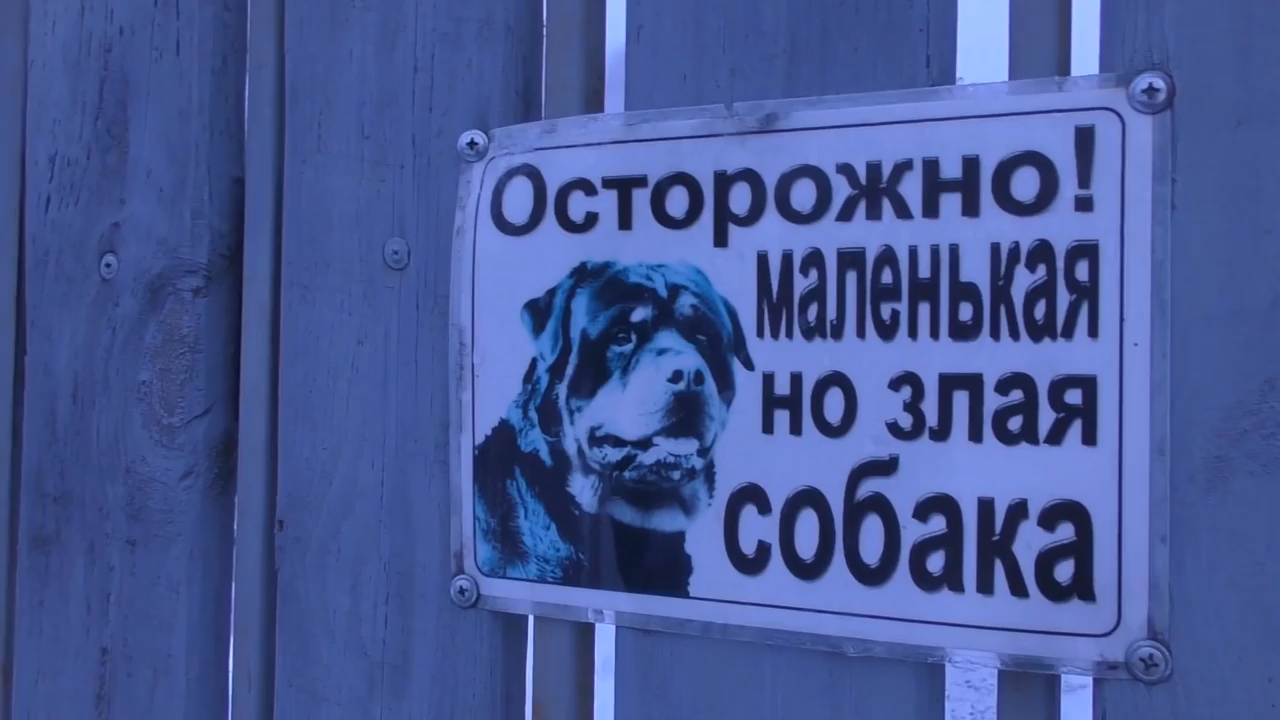 Осторожно!
маленькая
но злая
собака